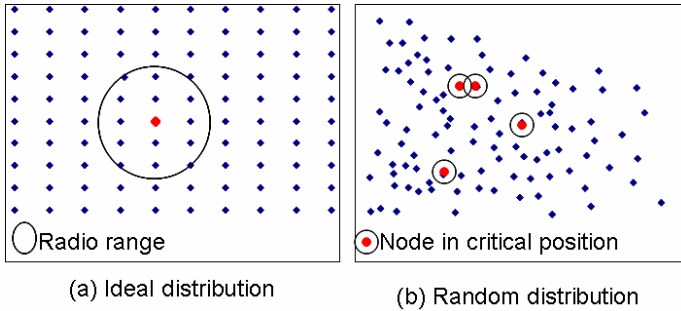 Radio range
Node in critical position
(a) Ideal distribution
(b) Random distribution